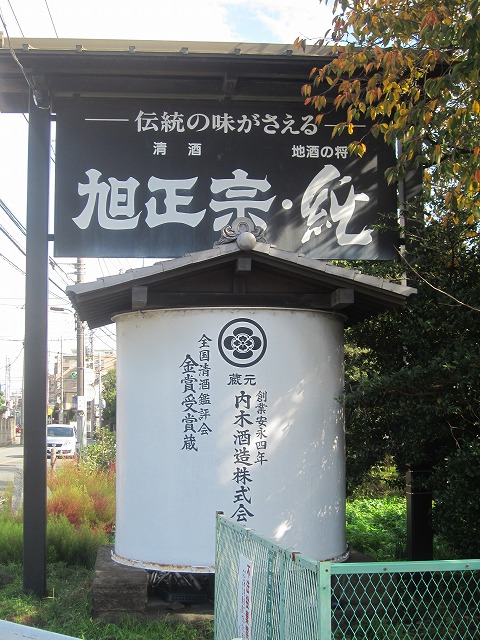 伝統の味がさえる
清酒
地酒の将
旭正宗・純
蔵元
創業安永四年
内木酒造株式会
全国清酒鑑評会
金賞受賞蔵